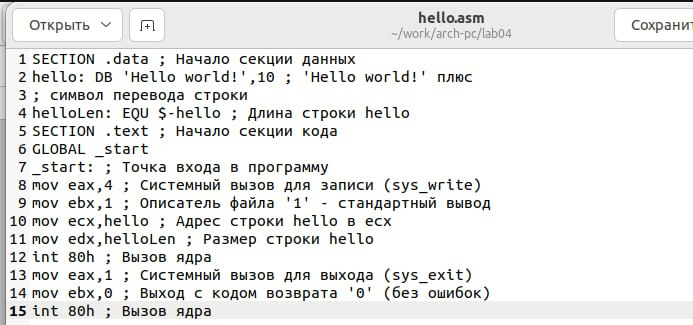 Открыть
hello.asm
~/work/arch-pc/lab04
Сохранит
1 SECTION .data ; Начало секции данных
2 hello: DB 'Hello world!',10 ; 'Hello world!' плюс
3 ; символ перевода строки
4 helloLen: EQU $-hello ; Длина строки hello
5 SECTION .text ; Начало секции кода
6 GLOBAL _start
7 _start: ; Точка входа в программу
8 mov eax,4 ; Системный вызов для записи (sys_write)
9 mov ebx,1 ; Описатель файла '1' - стандартный вывод
10 mov ecx,hello ; Адрес строки hello в ecx
11 mov edx,helloLen ; Размер строки hello
12 int 80h ; Вызов ядра
13 mov eax,1 ; Системный вызов для выхода (sys_exit)
14 mov ebx,0 ; Выход с кодом возврата '0' (без ошибок)
15 int 80h ; Вызов ядра